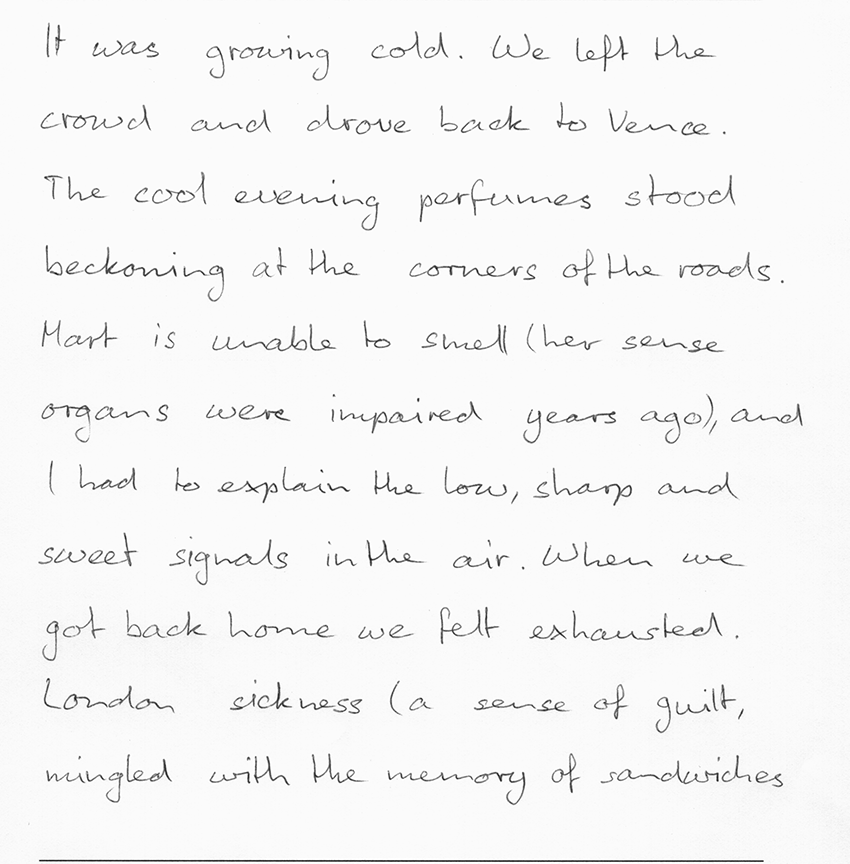 It was growing cold. We left the
crowd and drove back to Vence.
The cool evening perfumes stood
beckoning at the corners of the roads.
Mart is unable to smell (her sense
organs were impaired years ago), and
I had to explain the low, sharp and
sweet signals in the air. When we
got back home we felt exhausted.
London sickness (a sense of guilt,
mingled with the memory of sandwiches